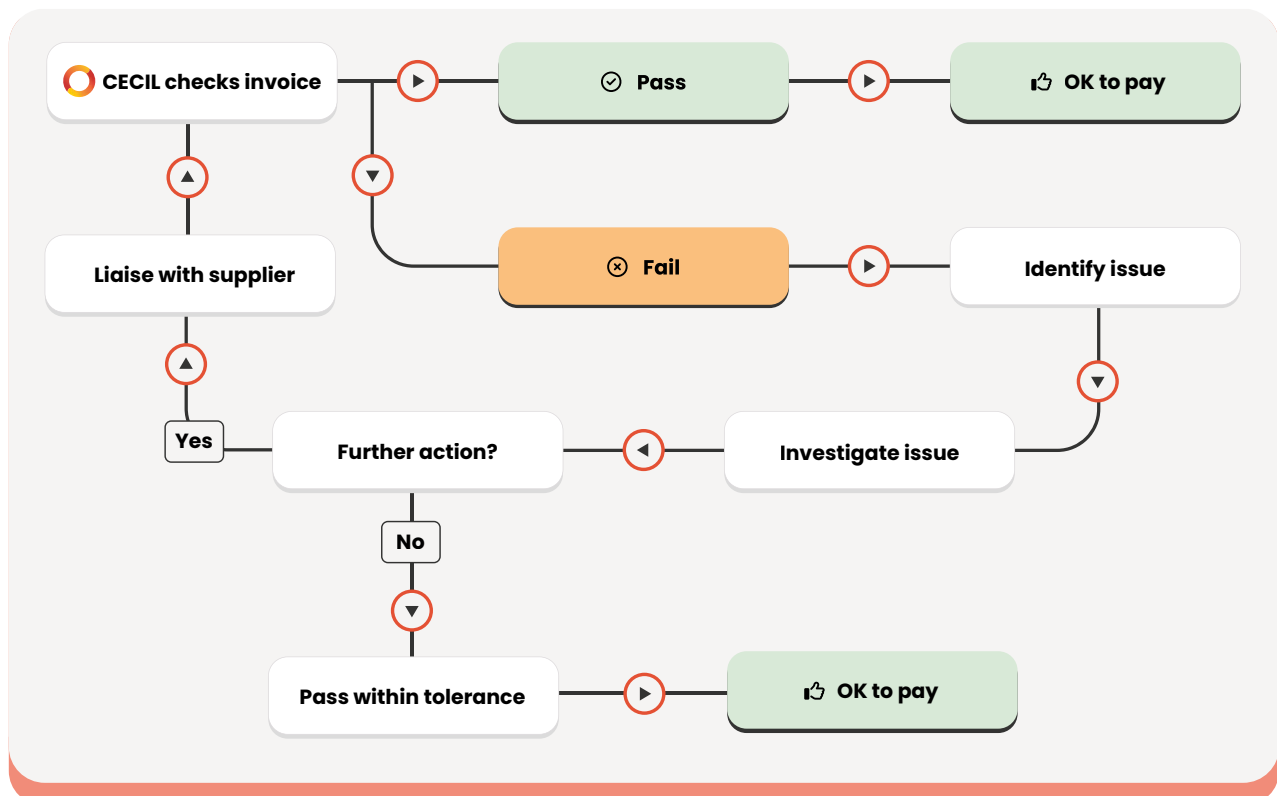 CECIL checks invoice
Pass
OK to pay
Liaise with supplier
Fail
Identify issue
Yes
Further action?
Investigate issue
No
Pass within tolerance
OK to pay